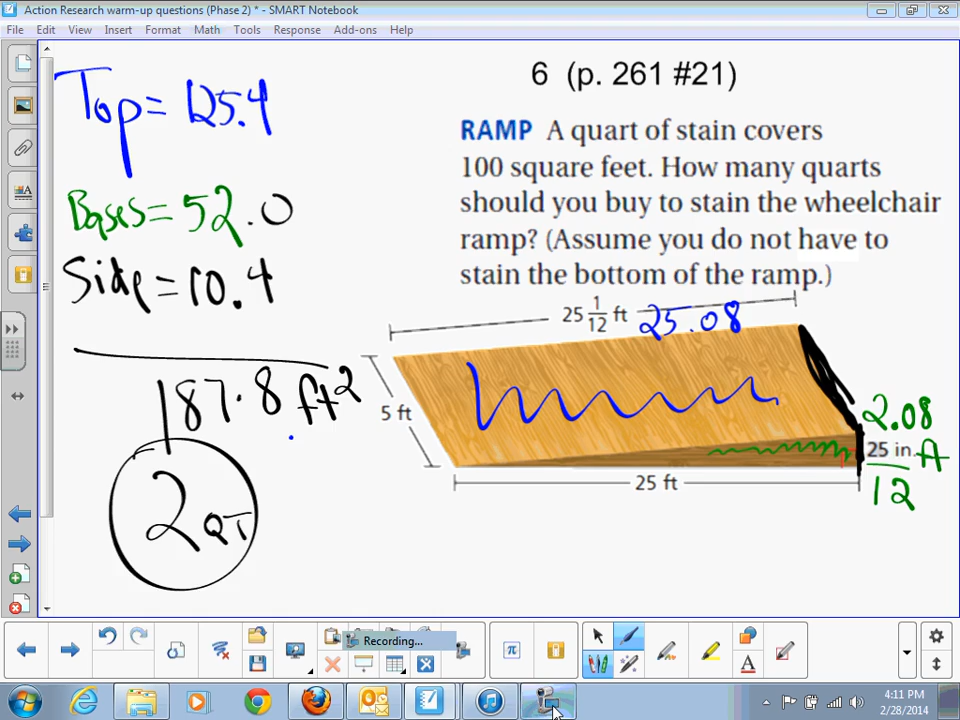 Action Research warm-up questions (Phase 2) * - SMART Notebook
File Edit View Insert Format Math Tools Response Add-ons Help
Top = 125.4
Bases = 52.0
Side = 10.4
187.8 ft2
2 QT
6 (p. 261 #21)
RAMP A quart of stain covers
100 square feet. How many quarts
should you buy to stain the wheelchair
ramp? (Assume you do not have to
stain the bottom of the ramp.)
25 1/12 ft 25.08
5 ft
2.08
25 in. ft
12
25 ft
Recording...
π
A
4:11 PM
2/28/2014